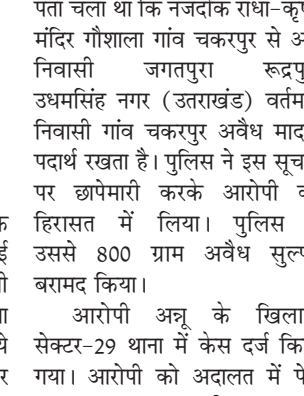 पता चला था कि नजदीक राधा-कृ
मंदिर गौशाला गांव चकरपुर से अ
निवासी जगतपुरा रूद्रपु
उधमसिंह नगर (उतराखंड) वर्तम
निवासी गांव चकरपुर अवैध माद
पदार्थ रखता है। पुलिस ने इस सूच
पर छापेमारी करके आरोपी व
हिरासत में लिया। पुलिस
उससे 800 ग्राम अवैध सुल्प
बरामद किया।
आरोपी अन्नू के खिला
सेक्टर-29 थाना में केस दर्ज कि
गया। आरोपी को अदालत में पे